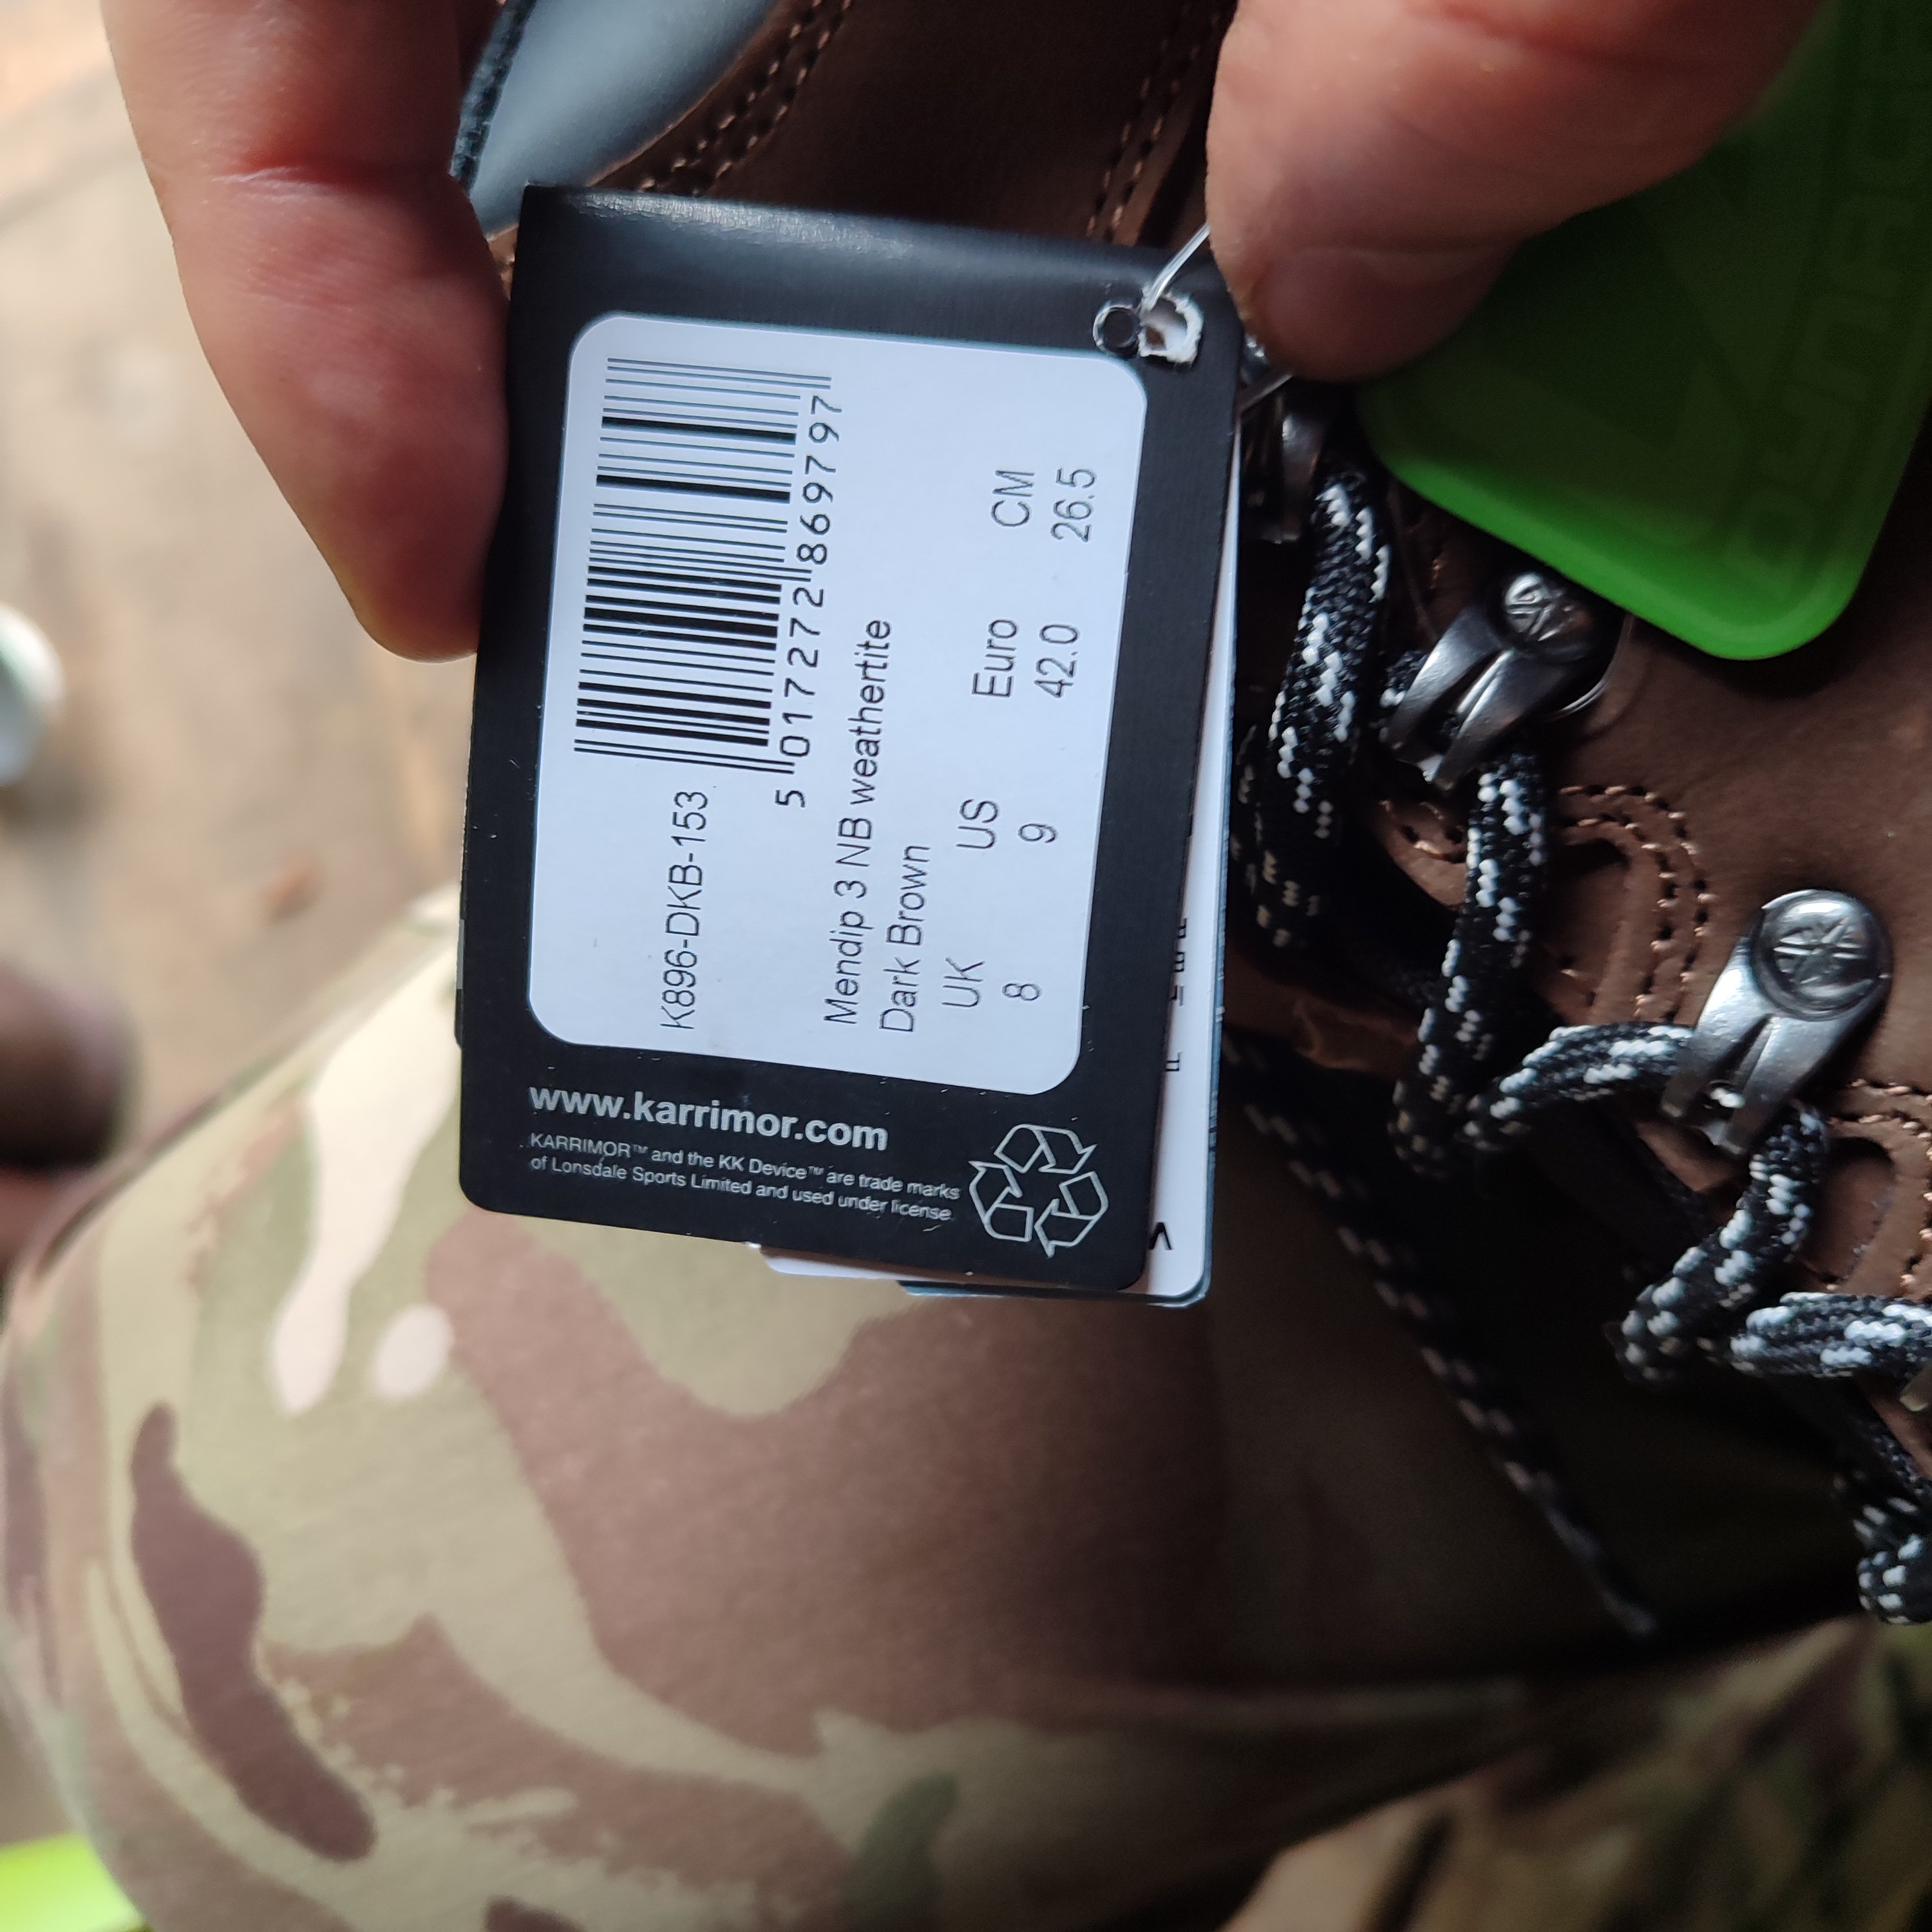 K896-DKB-153
5 017272 869797
Mendip 3 NB weathertite
Dark Brown
UK US Euro CM
8 9 42.0 26.5
www.karrimor.com
KARRIMOR™ and the KK Device™ are trade marks
of Lonsdale Sports Limited and used under license.